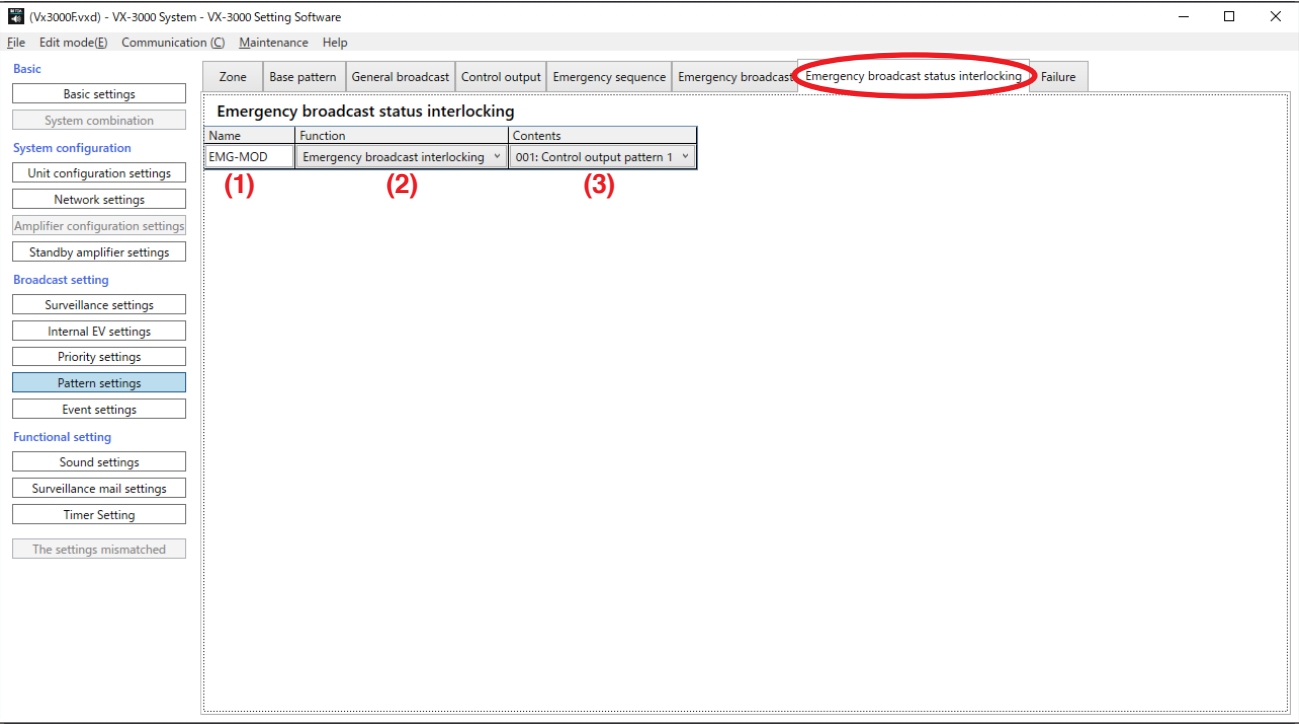 (Vx3000F.vxd) - VX-3000 System - VX-3000 Setting Software
File Edit mode(E) Communication (C) Maintenance Help
Basic
Basic settings
System combination
System configuration
Unit configuration settings
Network settings
Amplifier configuration settings
Standby amplifier settings
Broadcast setting
Surveillance settings
Internal EV settings
Priority settings
Pattern settings
Event settings
Functional setting
Sound settings
Surveillance mail settings
Timer Setting
The settings mismatched
Zone Base pattern General broadcast Control output Emergency sequence Emergency broadcast Emergency broadcast status interlocking Failure
Emergency broadcast status interlocking
Name Function Contents
EMG-MOD Emergency broadcast interlocking 001: Control output pattern 1
(1) (2) (3)